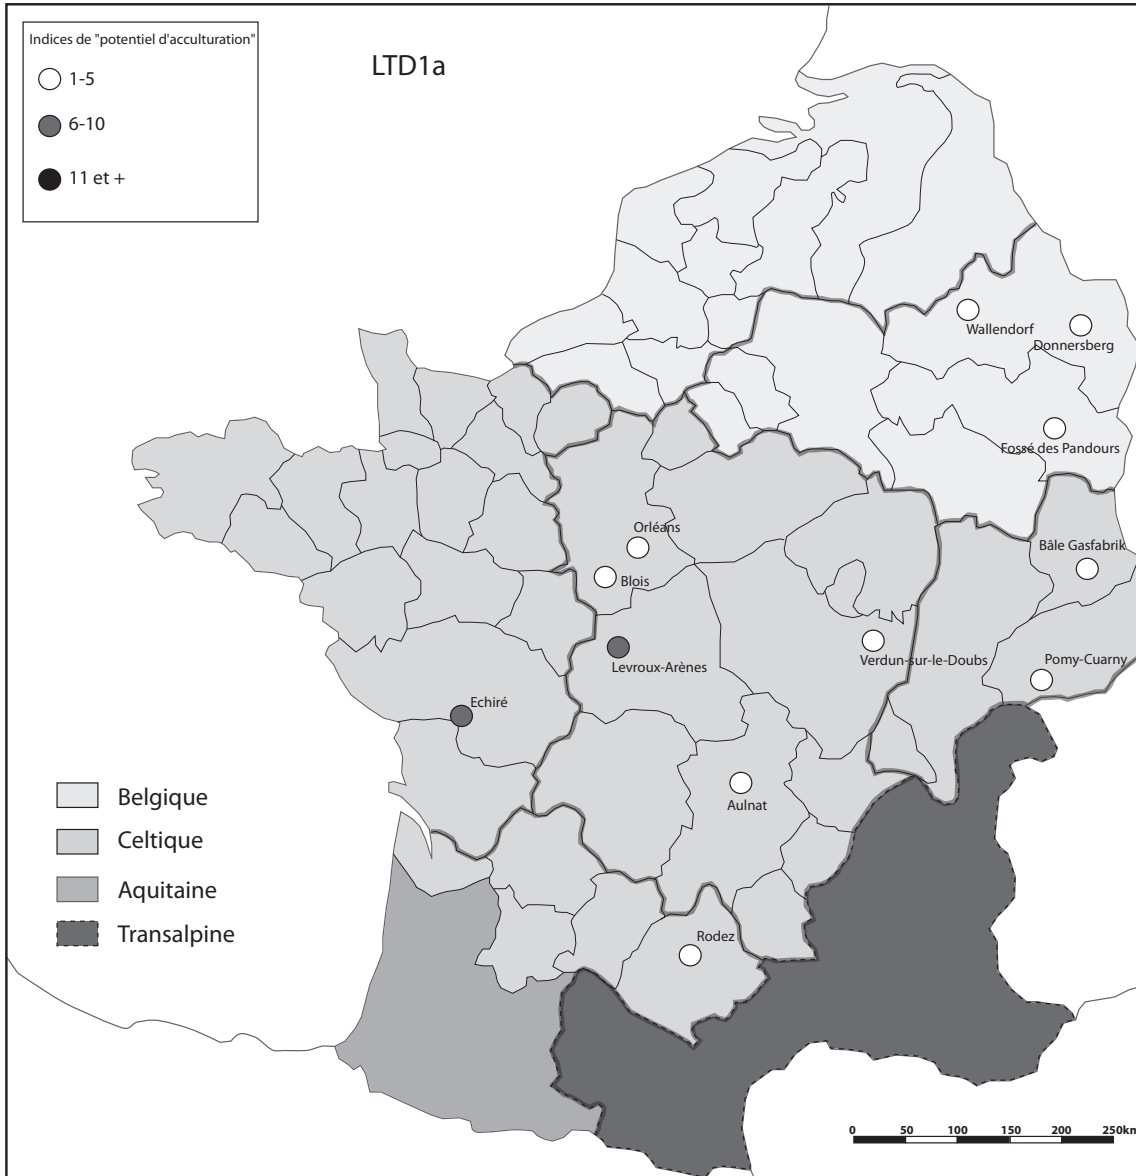 Indices de "potentiel d'acculturation"
1-5
6-10
11 et +
LTD1a
Wallendorf
Donnersberg
Fossé des Pandours
Orléans
Bâle Gasfabrik
Blois
Levroux-Arènes
Verdun-sur-le-Doubs
Pomy-Cuarny
Echiré
Aulnat
Belgique
Celtique
Aquitaine
Transalpine
Rodez
0 50 100 150 200 250km